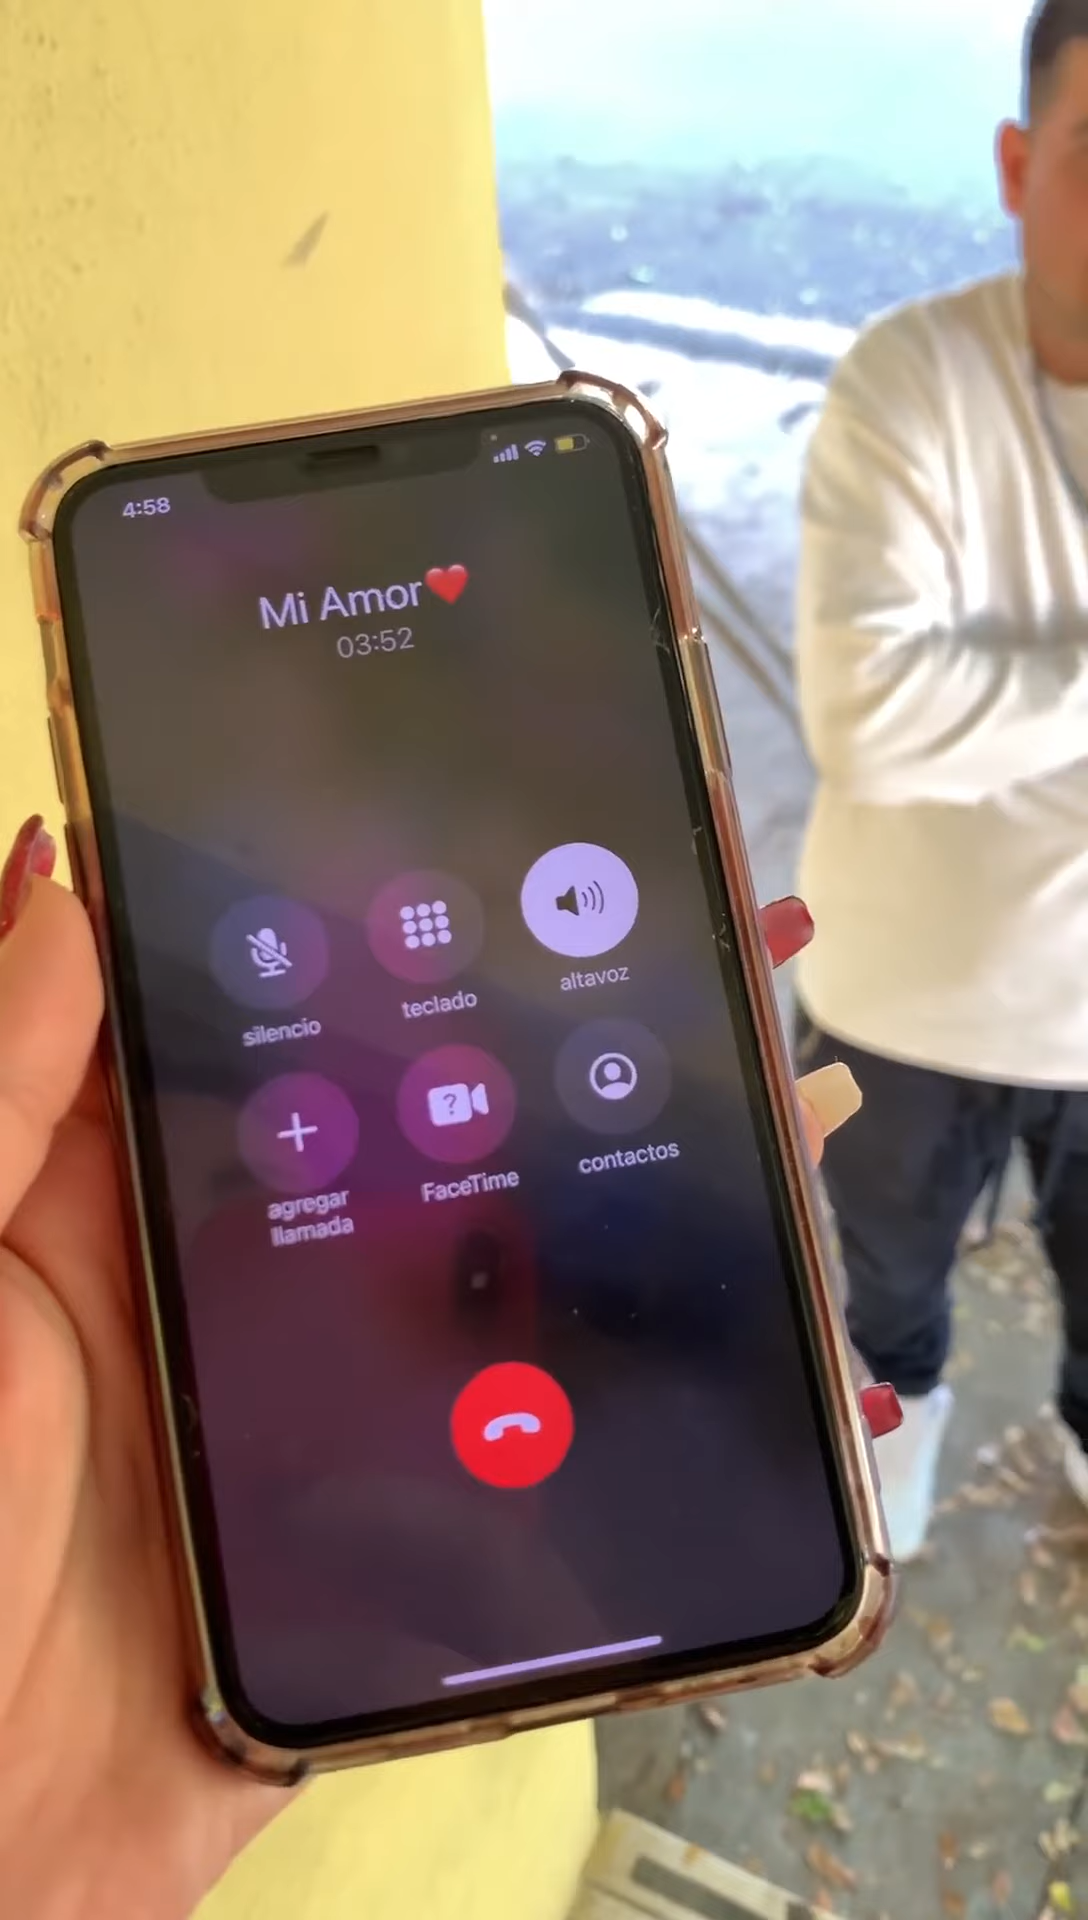 4:58
Mi Amor❤️
03:52
silencio
teclado
altavoz
agregar
llamada
FaceTime
contactos